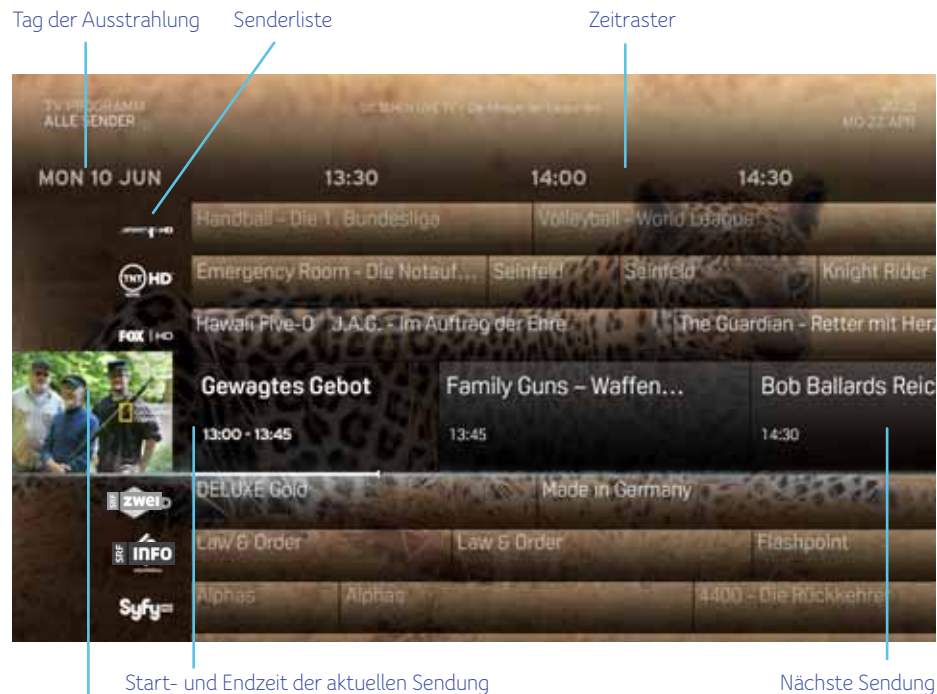 Tag der Ausstrahlung Senderliste Zeitraster
TV PROGRAMM
ALLE SENDER
MO 22 APR
MON 10 JUN 13:30 14:00 14:30
Handball - Die 1. Bundesliga Volleyball - World League
TNT HD Emergency Room - Die Notauf... Seinfeld Seinfeld Knight Rider
FOX HD Hawaii Five-O J.A.G. - Im Auftrag der Ehre The Guardian - Retter mit Herz
Gewagtes Gebot Family Guns – Waffen... Bob Ballards Reic
13:00 - 13:45 13:45 14:30
SRF zwei DELUXE Gold Made in Germany
SRF INFO Law & Order Law & Order Flashpoint
Syfy Alphas Alphas 4400 - Die Rückkehrer
Start- und Endzeit der aktuellen Sendung Nächste Sendung